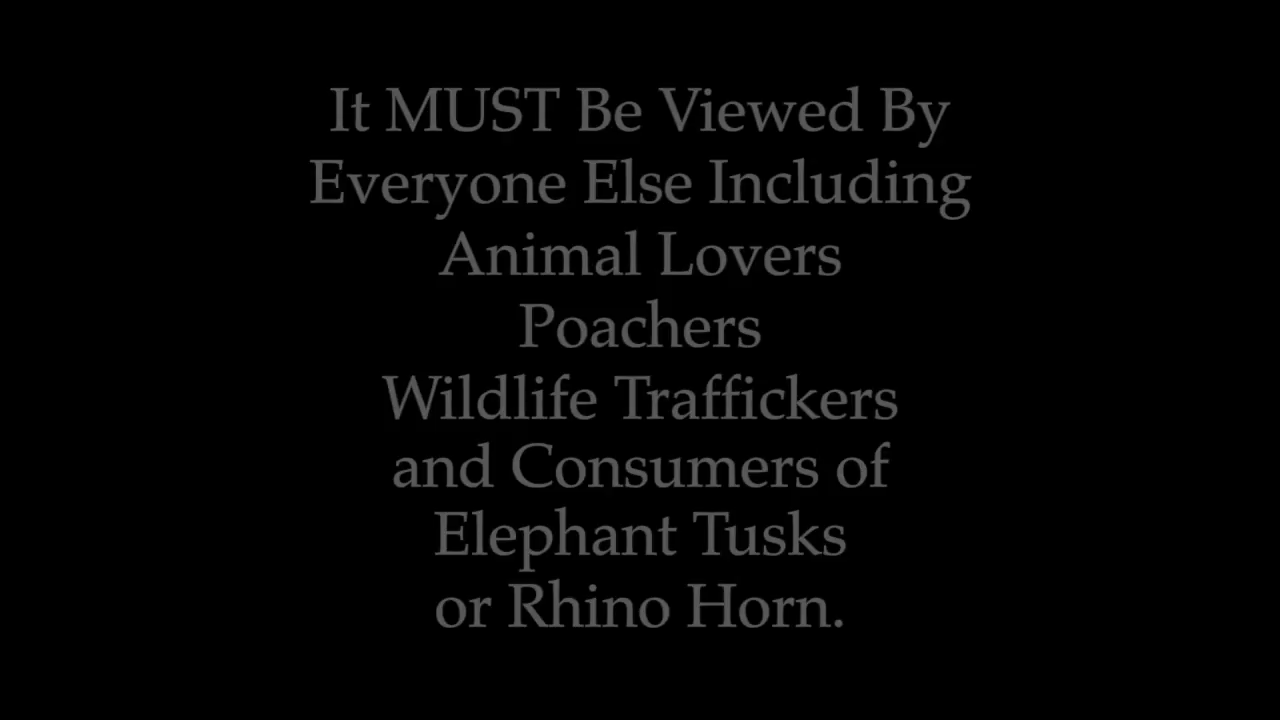 It MUST Be Viewed By
Everyone Else Including
Animal Lovers
Poachers
Wildlife Traffickers
and Consumers of
Elephant Tusks
or Rhino Horn.